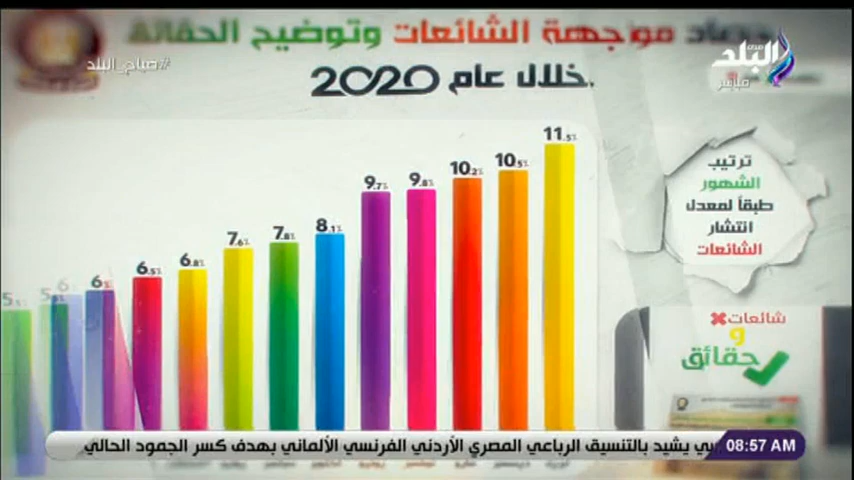 حصاد مواجهة الشائعات وتوضيح الحقائق
خلال عام 2020
#صباح_البلد
البلد
مباشر
11.5%
10.5%
10.2%
9.8%
9.7%
8.1%
7.8%
7.6%
6.8%
6.5%
ترتيب
الشهور
طبقاً لمعدل
انتشار
الشائعات
شائعات
و
حقائق
يشيد بالتنسيق الرباعي المصري الأردني الفرنسي الألماني بهدف كسر الجمود الحالي
08:57 AM